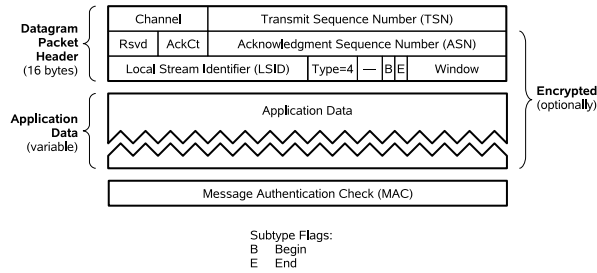 Datagram
Packet
Header
(16 bytes)
Channel
Transmit Sequence Number (TSN)
Rsvd
AckCt
Acknowledgment Sequence Number (ASN)
Local Stream Identifier (LSID)
Type=4
—
B
E
Window
Application
Data
(variable)
Application Data
Encrypted
(optionally)
Message Authentication Check (MAC)
Subtype Flags:
B Begin
E End